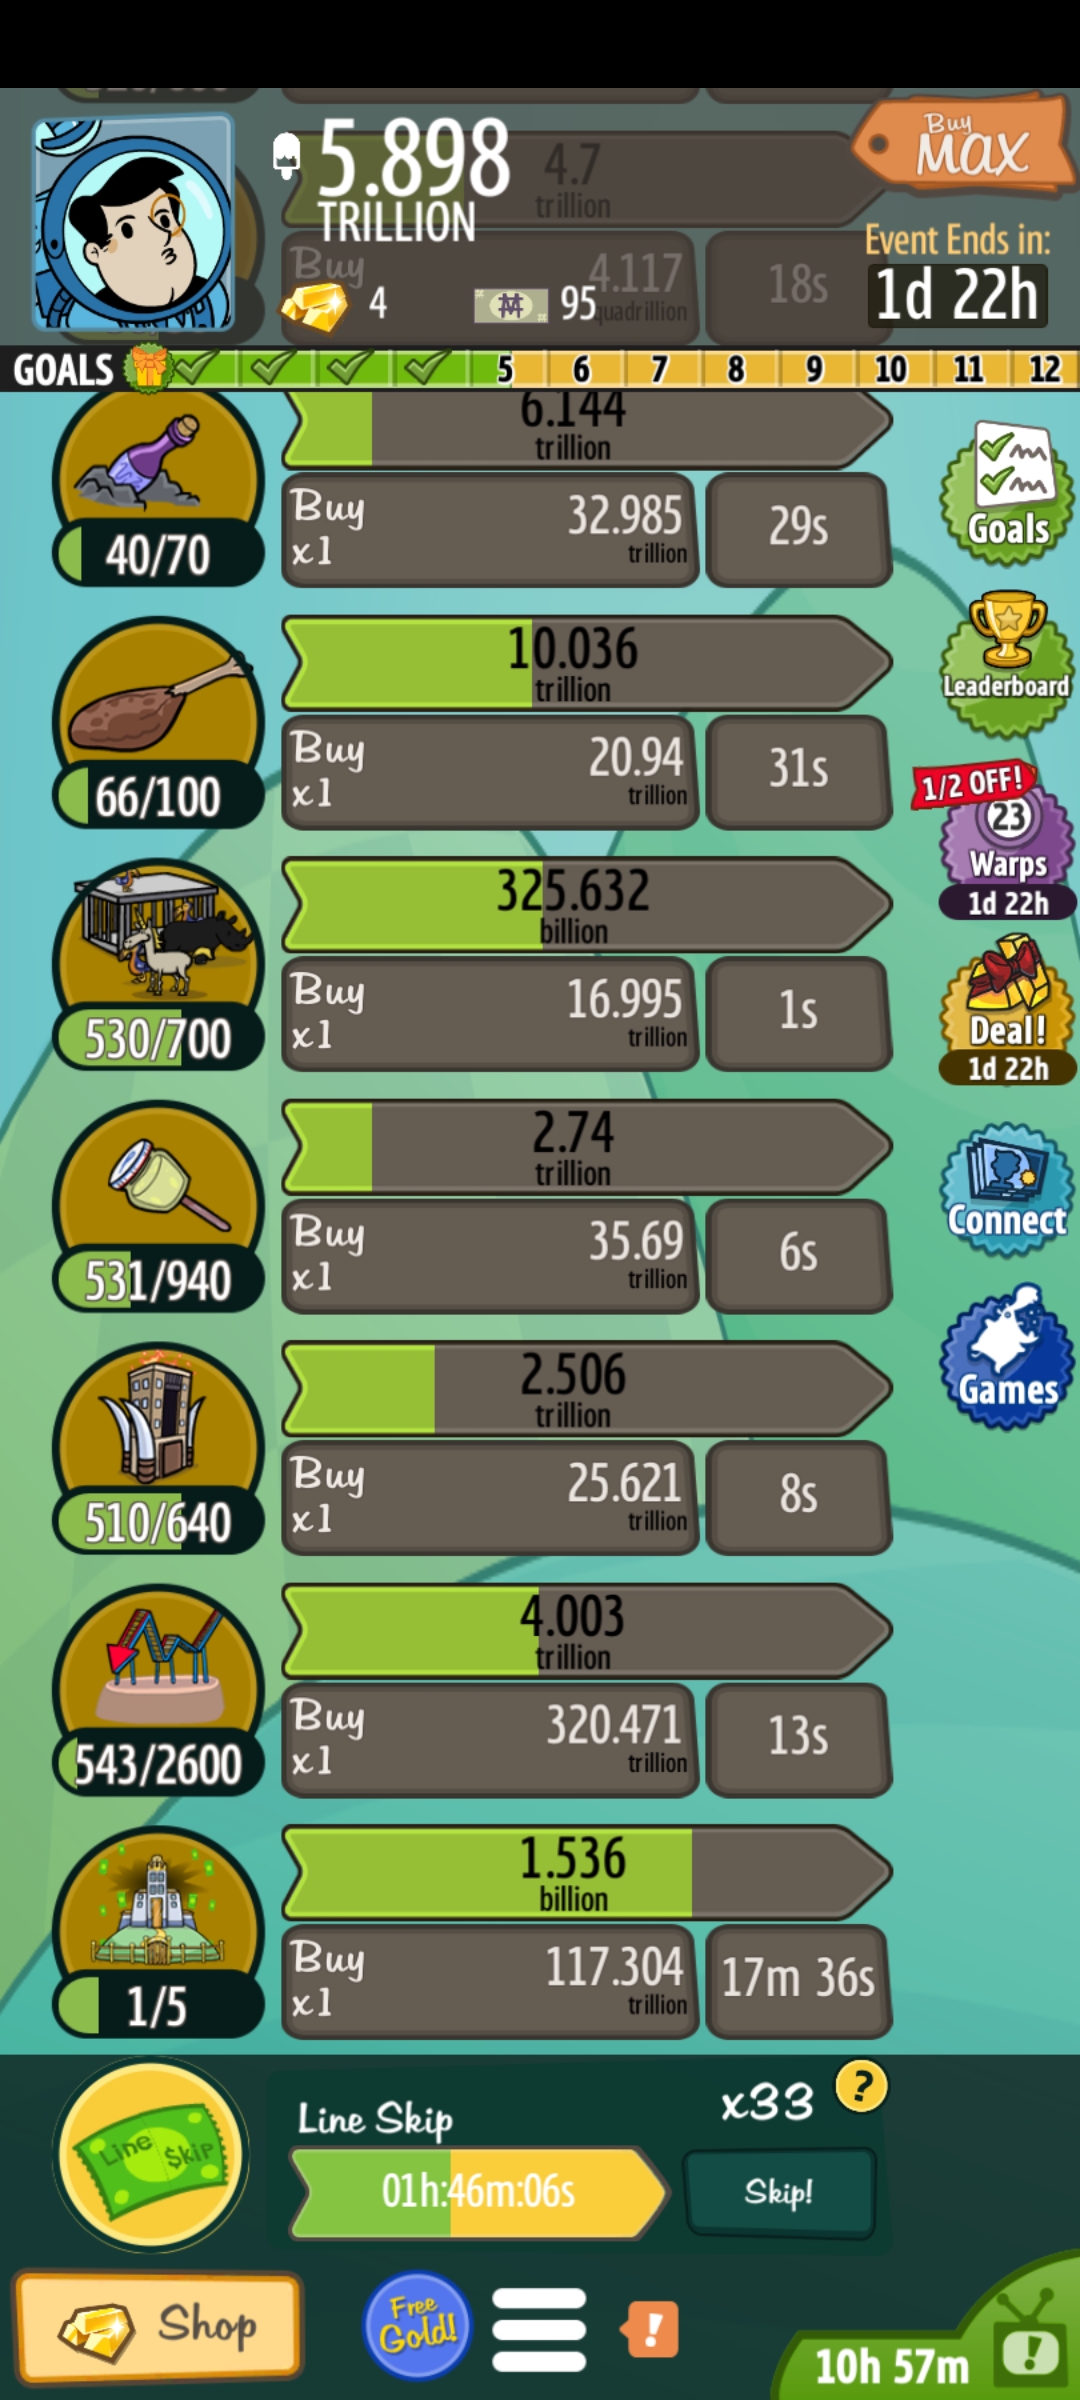 5.898
TRILLION
4.7
trillion
Buy
MAX
Buy
4.117
quadrillion
18s
4
95
Event Ends in:
1d 22h
GOALS
5
6
7
8
9
10
11
12
6.144
trillion
Buy
x1
32.985
trillion
29s
40/70
Goals
10.036
trillion
Buy
x1
20.94
trillion
31s
66/100
Leaderboard
1/2 OFF!
23
Warps
1d 22h
325.632
billion
Buy
x1
16.995
trillion
1s
530/700
Deal!
1d 22h
2.74
trillion
Buy
x1
35.69
trillion
6s
531/940
Connect
2.506
trillion
Buy
x1
25.621
trillion
8s
510/640
Games
4.003
trillion
Buy
x1
320.471
trillion
13s
543/2600
1.536
billion
Buy
x1
117.304
trillion
17m 36s
1/5
Line $kip
Line Skip
x33
?
01h:46m:06s
Skip!
Shop
Free
Gold!
!
10h 57m
!